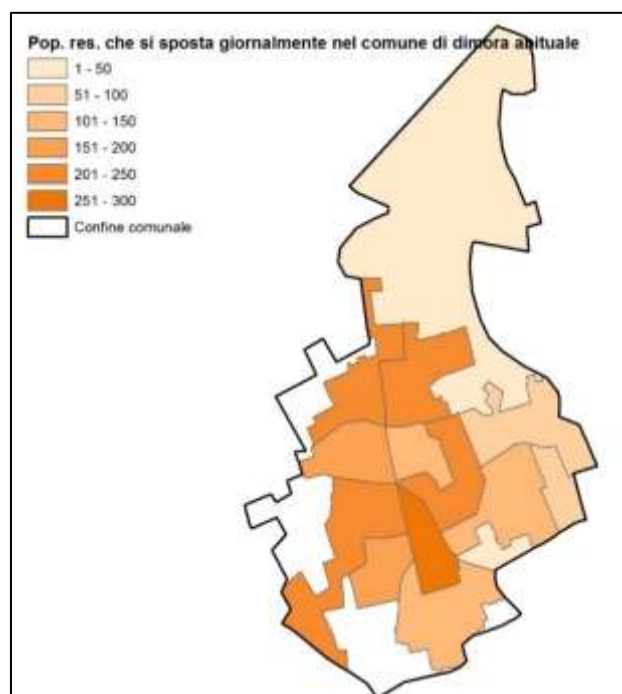 Pop. res. che si sposta giornalmente nel comune di dimora abituale
1 - 50
51 - 100
101 - 150
151 - 200
201 - 250
251 - 300
Confine comunale